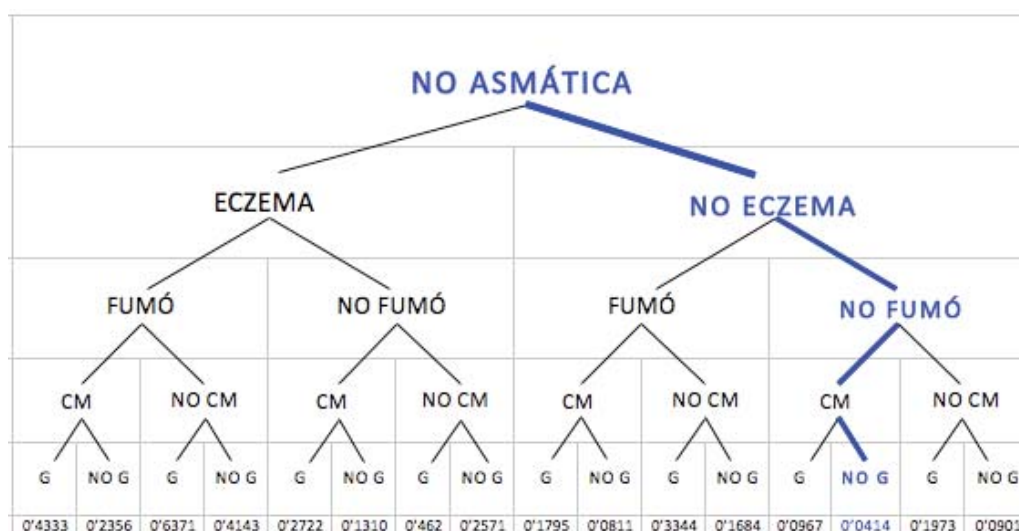 NO ASMÁTICA
ECZEMA NO ECZEMA
FUMÓ NO FUMÓ FUMÓ NO FUMÓ
CM NO CM CM NO CM CM NO CM CM NO CM
G NO G G NO G G NO G G NO G G NO G G NO G G NO G G NO G
0'4333 0'2356 0'6371 0'4143 0'2722 0'1310 0'462 0'2571 0'1795 0'0811 0'3344 0'1684 0'0967 0'0414 0'1973 0'0901